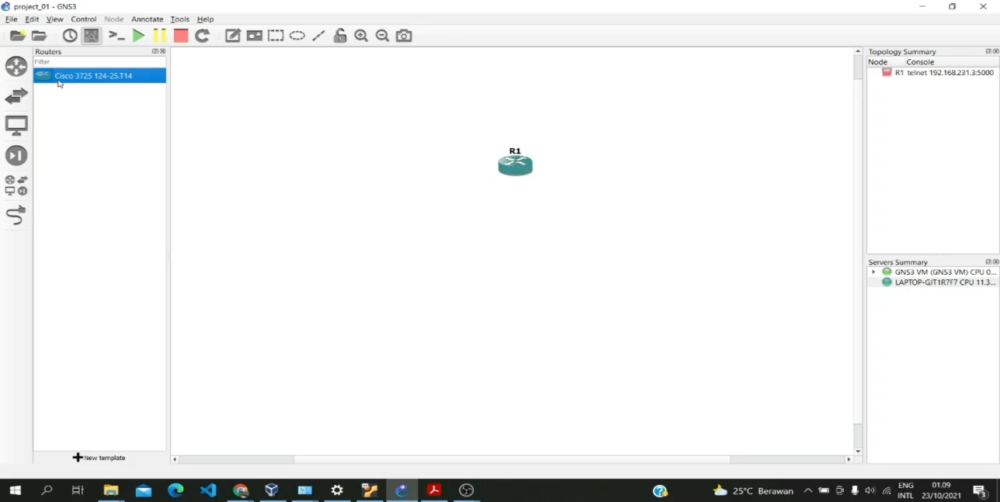 project_01 - GNS3
File Edit View Control Node Annotate Tools Help
Routers
Filter
Cisco 3725 124-25.T14
New template
R1
Topology Summary
Node Console
R1 telnet 192.168.231.3:5000
Servers Summary
GNS3 VM (GNS3 VM) CPU 0...
LAPTOP-GJT1R7F7 CPU 11.3...
25°C Berawan
ENG
INTL
01.09
23/10/2021
3